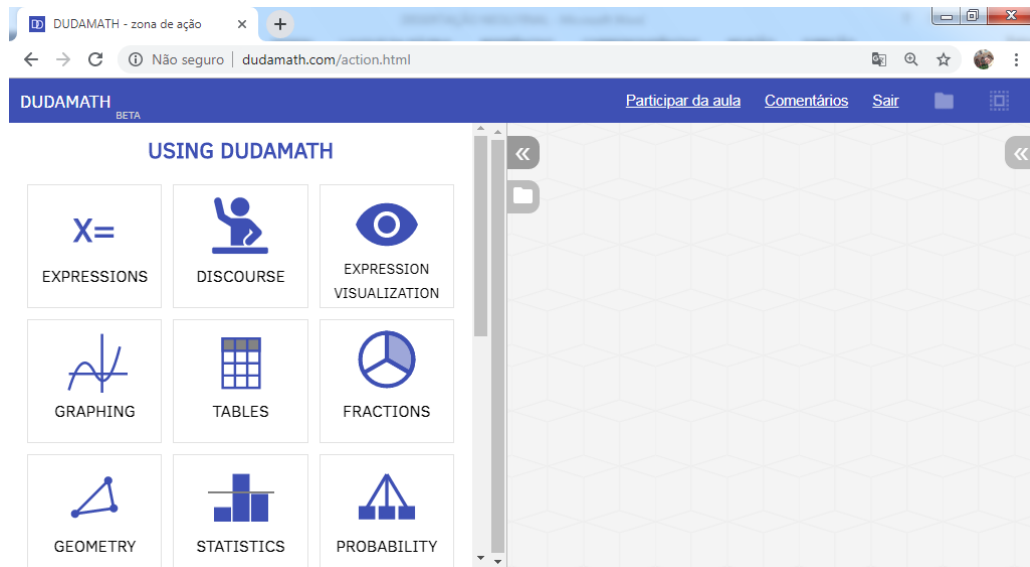 DUDAMATH - zona de ação
Não seguro | dudamath.com/action.html
DUDAMATH
BETA
Participar da aula Comentários Sair
USING DUDAMATH
X=
EXPRESSIONS DISCOURSE EXPRESSION
VISUALIZATION
GRAPHING TABLES FRACTIONS
GEOMETRY STATISTICS PROBABILITY